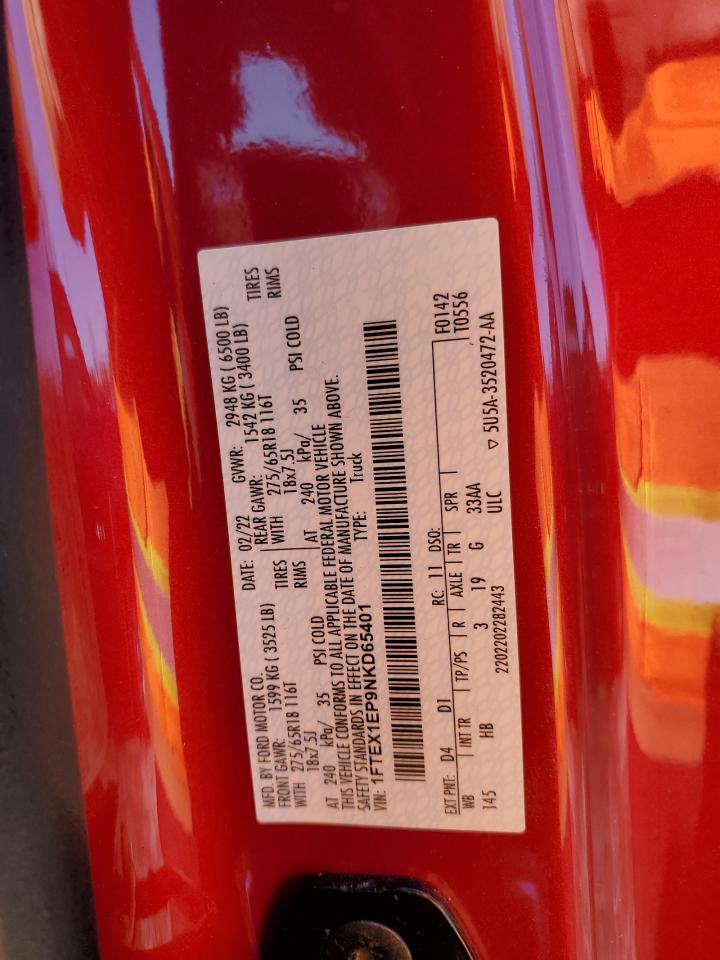 MFD. BY FORD MOTOR CO. DATE: 02/22 GVWR: 2948 KG ( 6500 LB)
FRONT GAWR: 1599 KG ( 3525 LB) REAR GAWR: 1542 KG ( 3400 LB)
WITH 275/65R18 116T TIRES WITH 275/65R18 116T TIRES
18x7.5J RIMS 18x7.5J RIMS
AT 240 kPa/ 35 PSI COLD AT 240 kPa/ 35 PSI COLD
THIS VEHICLE CONFORMS TO ALL APPLICABLE FEDERAL MOTOR VEHICLE
SAFETY STANDARDS IN EFFECT ON THE DATE OF MANUFACTURE SHOWN ABOVE.
VIN: 1FTEX1EP9NKD65401 TYPE: Truck
F0142
T0556
EXT PNT: D4 D1 RC: 11 DSO:
WB INT TR TP/PS R AXLE TR SPR
145 HB 3 19 G 33AA
2202202282443 ULC ▽ 5U5A-3520472-AA